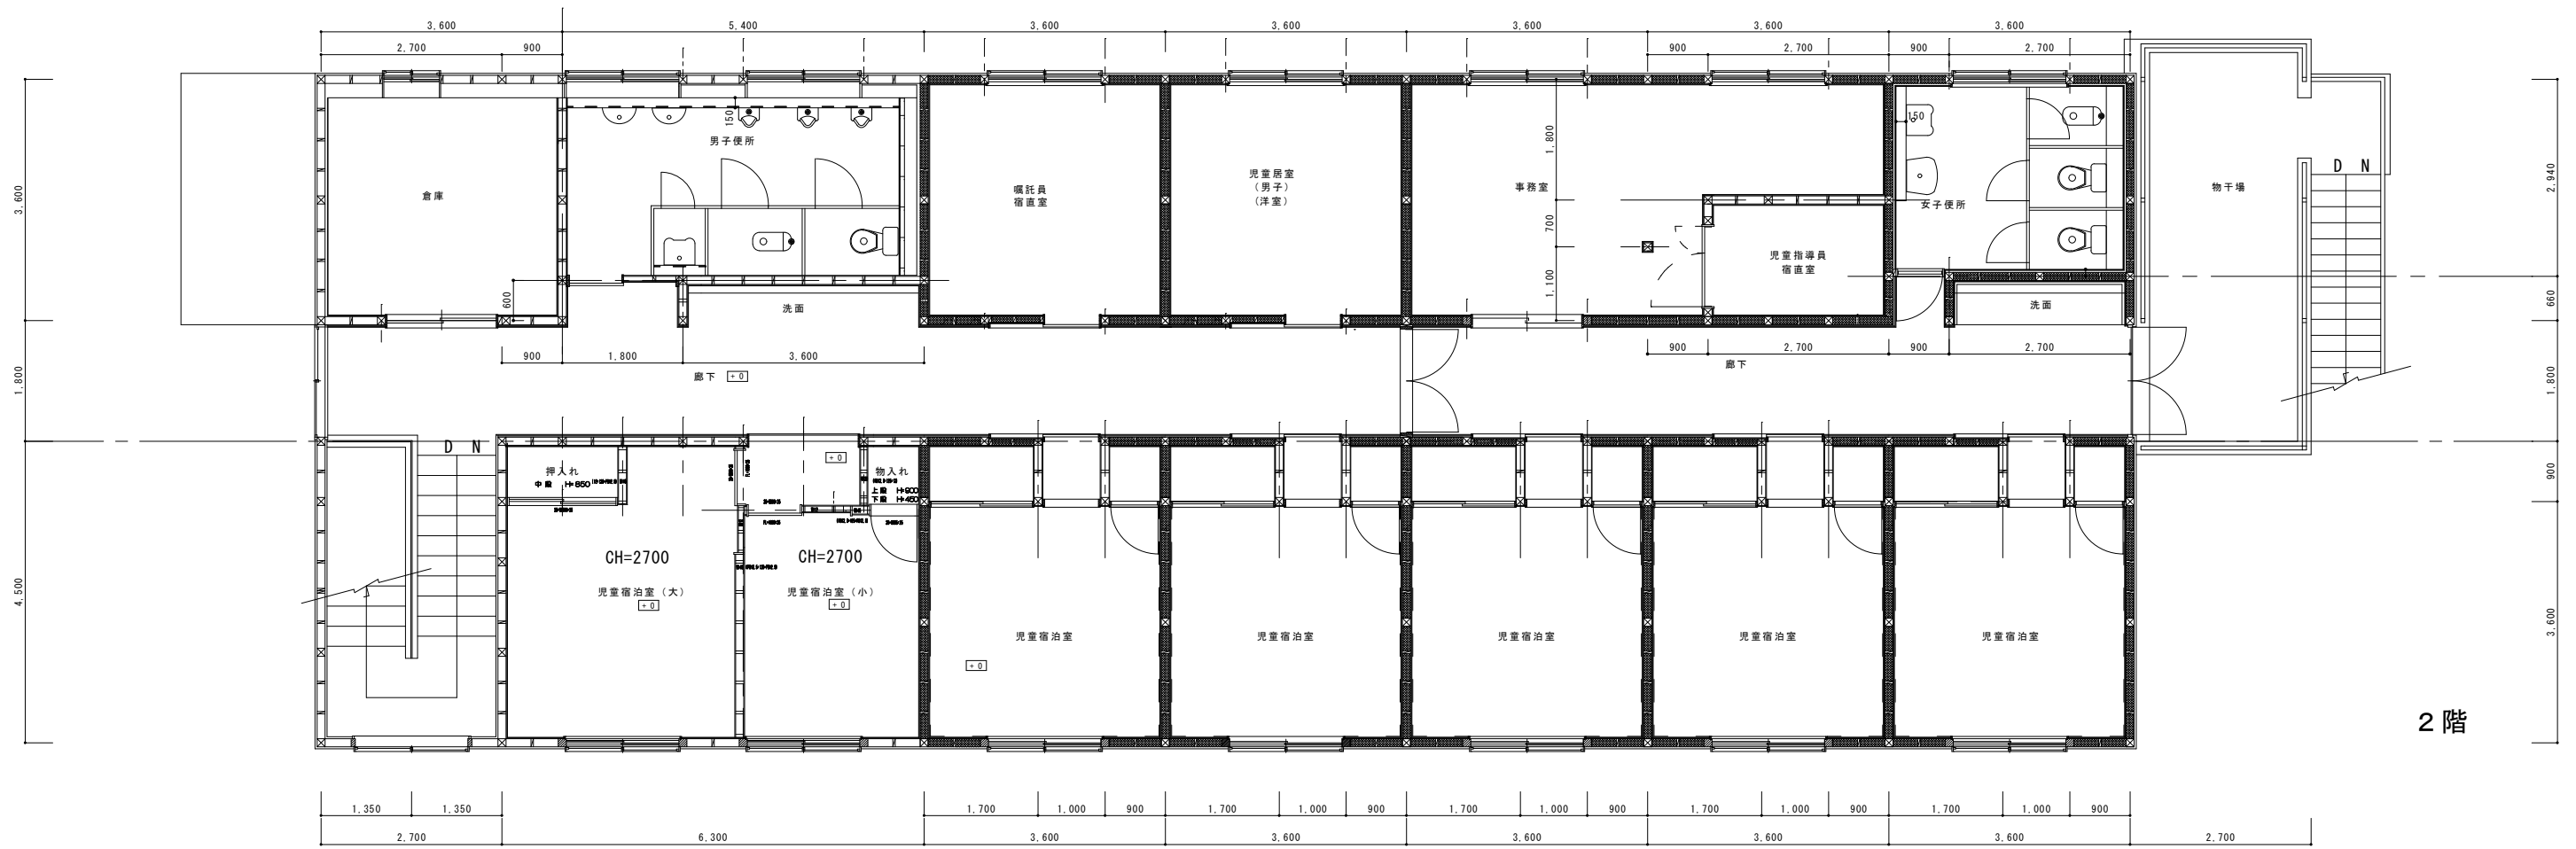 3,600 5,400 3,600 3,600 3,600 3,600 3,600
2,700 900 900 2,700 900 2,700
3,600
1,800
4,500
2,940
660
1,800
900
3,600
倉庫
男子便所
150
600
洗面
嘱託員
宿直室
児童居室
(男子)
(洋室)
事務室
1,800
700
1,100
児童指導員
宿直室
150
女子便所
洗面
物干場
D N
900 1,800 3,600
900 2,700 900 2,700
廊下 +0
廊下
D N
押入れ
中段 H=850
+0
物入れ
上段 H=900
下段 H=450
CH=2700
児童宿泊室(大)
+0
CH=2700
児童宿泊室(小)
+0
児童宿泊室
+0
児童宿泊室
児童宿泊室
児童宿泊室
児童宿泊室
2階
1,350 1,350 1,700 1,000 900 1,700 1,000 900 1,700 1,000 900 1,700 1,000 900 1,700 1,000 900
2,700 6,300 3,600 3,600 3,600 3,600 3,600 2,700